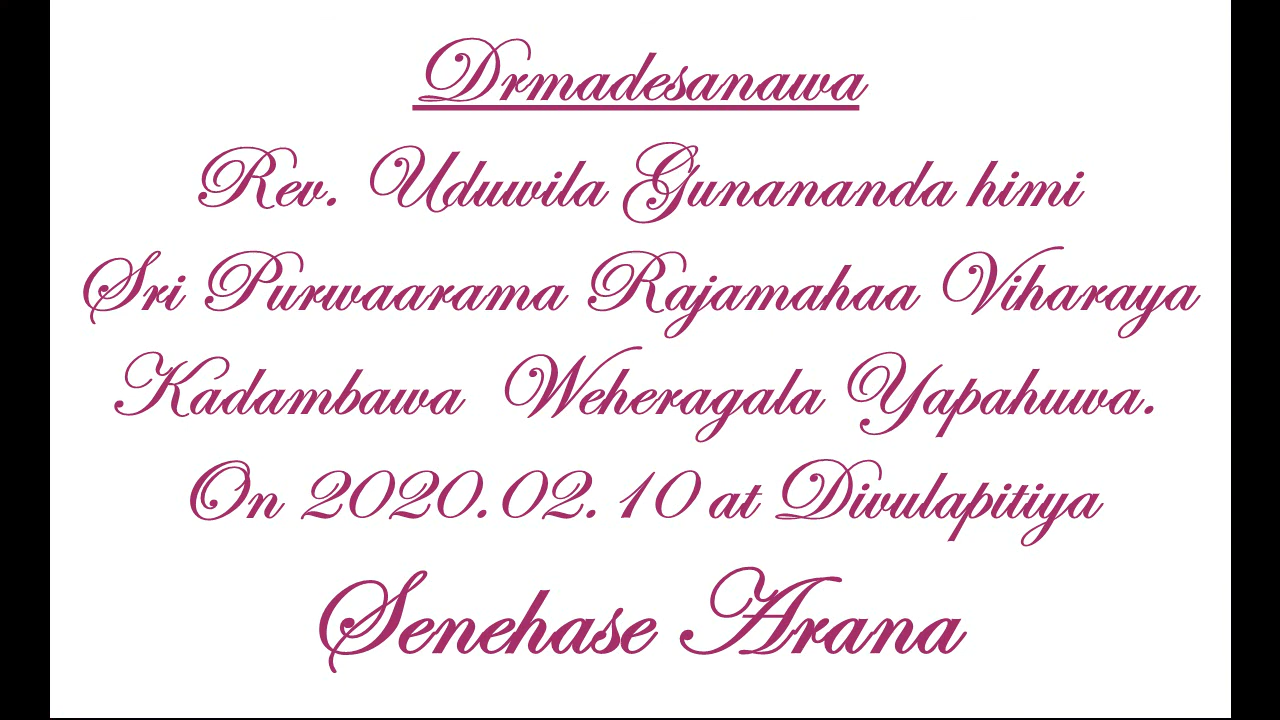 Drmadesanawa
Rev. Uduwila Gunananda himi
Sri Purwaarama Rajamahaa Viharaya
Kadambawa Weheragala Yapahuwa.
On 2020.02.10 at Divulapitiya
Senehase Arana